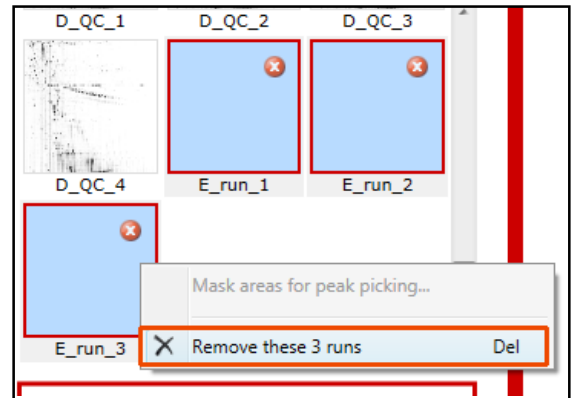 D_QC_1 D_QC_2 D_QC_3
D_QC_4 E_run_1 E_run_2
Mask areas for peak picking...
E_run_3 Remove these 3 runs Del